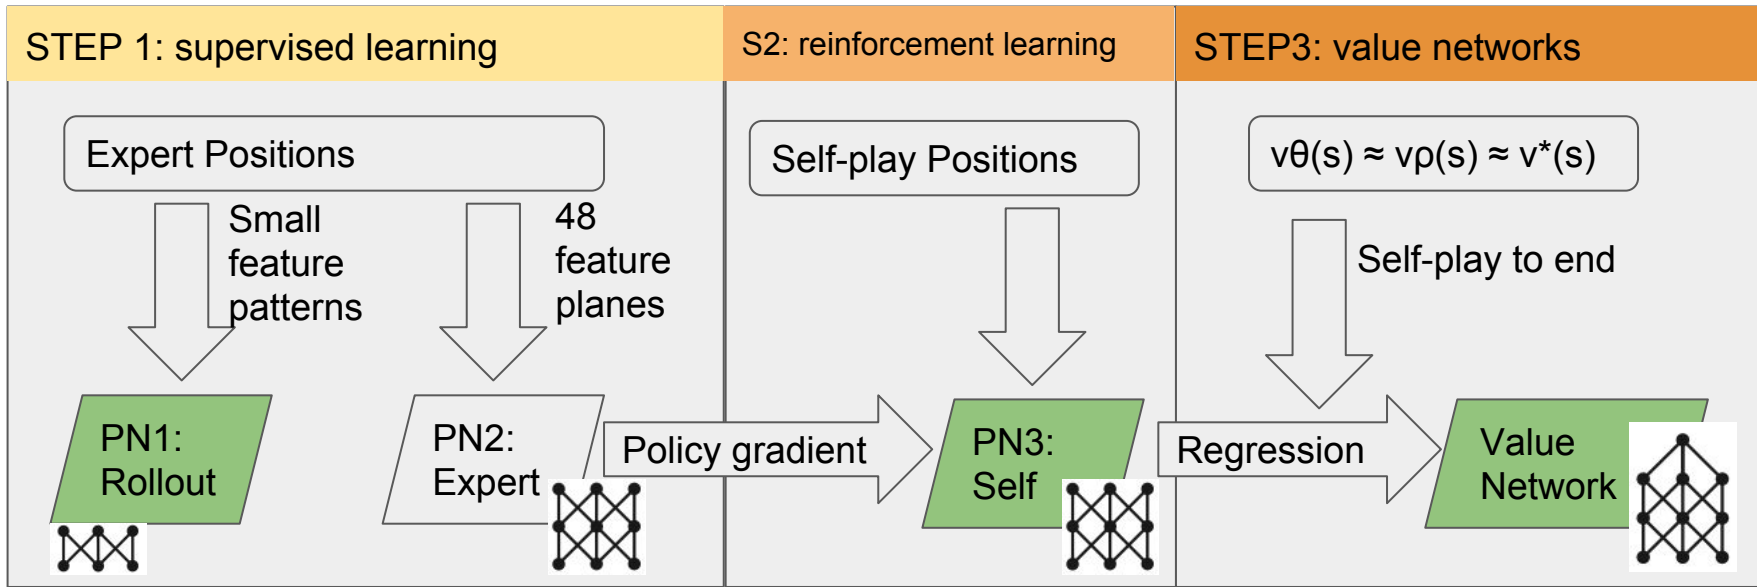 STEP 1: supervised learning
S2: reinforcement learning
STEP3: value networks
Expert Positions
Small
feature
patterns
48
feature
planes
PN1:
Rollout
PN2:
Expert
Policy gradient
Self-play Positions
PN3:
Self
vθ(s) ≈ vρ(s) ≈ v*(s)
Self-play to end
Regression
Value
Network